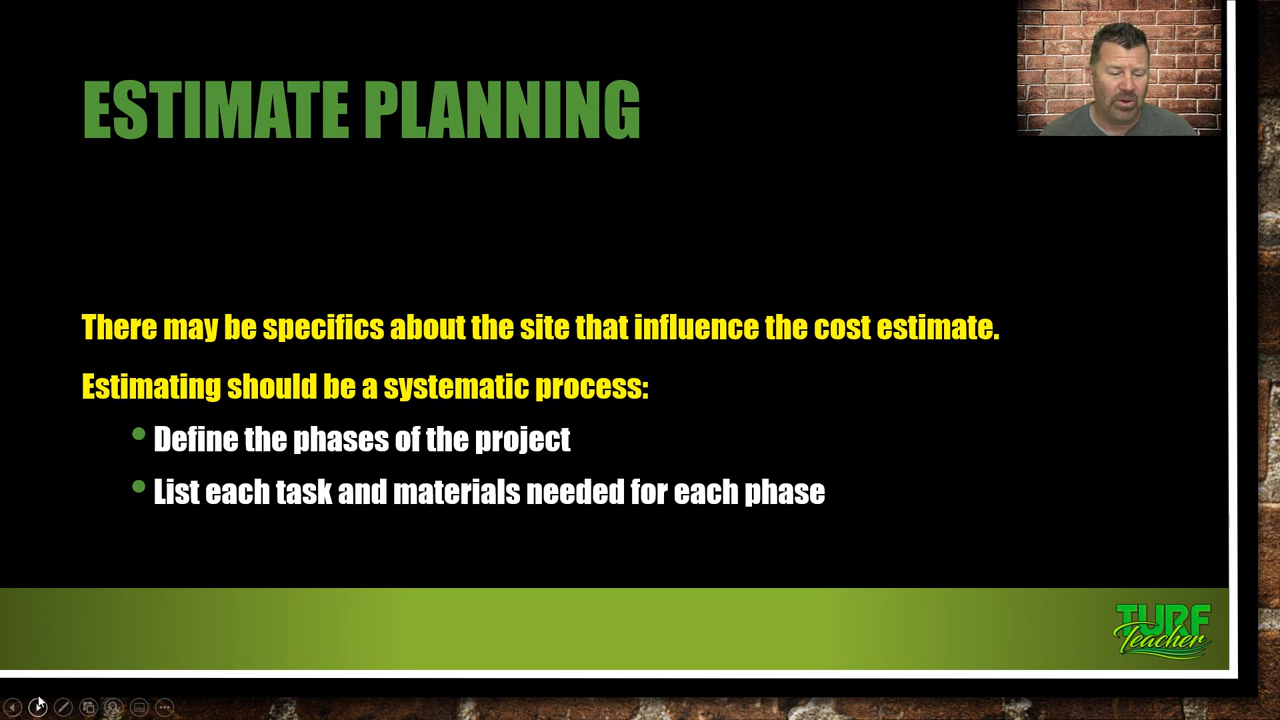 ESTIMATE PLANNING
There may be specifics about the site that influence the cost estimate.
Estimating should be a systematic process:
Define the phases of the project
List each task and materials needed for each phase
TURF
Teacher